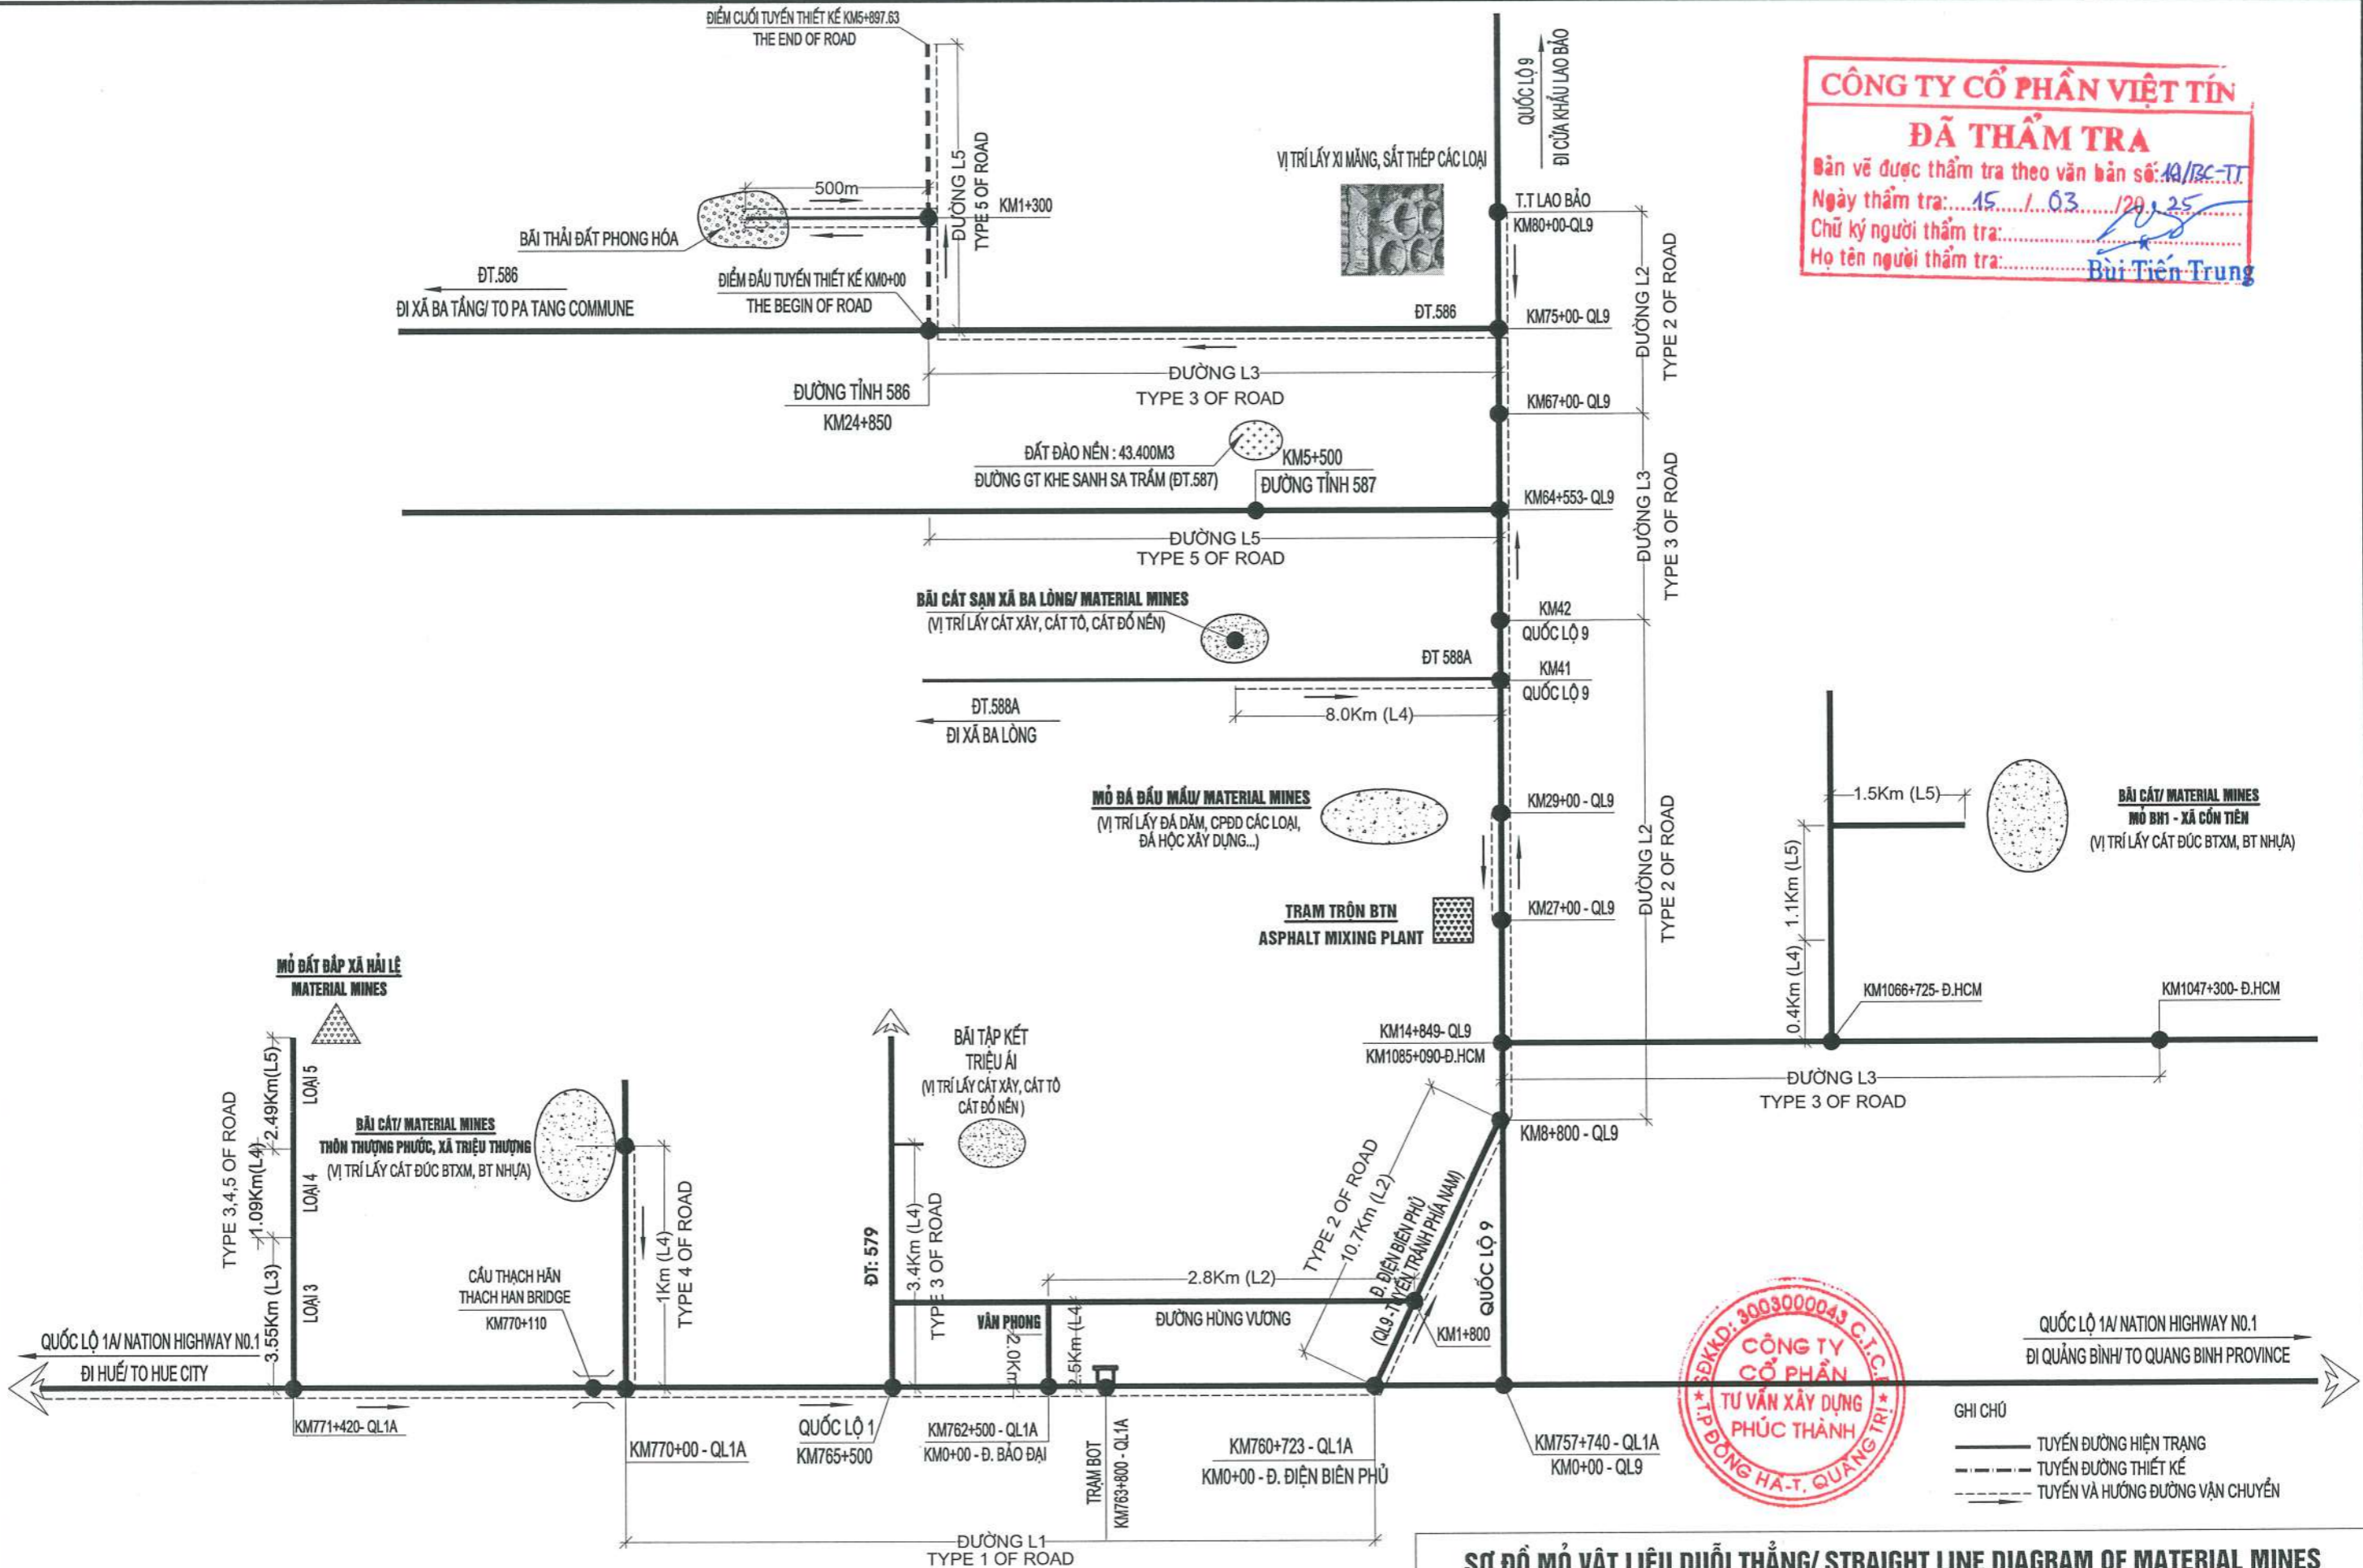 ĐIỂM CUỐI TUYẾN THIẾT KẾ KM5+897.63
THE END OF ROAD
500m
KM1+300
ĐƯỜNG L5
TYPE 5 OF ROAD
BÃI THẢI ĐẤT PHONG HÓA
ĐT.586
ĐI XÃ BA TẦNG/ TO PA TANG COMMUNE
ĐIỂM ĐẦU TUYẾN THIẾT KẾ KM0+00
THE BEGIN OF ROAD
VỊ TRÍ LẤY XI MĂNG, SẮT THÉP CÁC LOẠI
QUỐC LỘ 9
ĐI CỬA KHẨU LAO BẢO
T.T LAO BẢO
KM80+00-QL9
CÔNG TY CỔ PHẦN VIỆT TÍN
ĐÃ THẨM TRA
Bản vẽ được thẩm tra theo văn bản số: /BC-TT
Ngày thẩm tra: 15 / 03 /2025
Chữ ký người thẩm tra:
Họ tên người thẩm tra: Bùi Tiến Trung
ĐT.586
KM75+00- QL9
ĐƯỜNG L2
TYPE 2 OF ROAD
ĐƯỜNG L3
TYPE 3 OF ROAD
ĐƯỜNG TỈNH 586
KM24+850
KM67+00- QL9
ĐẤT ĐÀO NỀN : 43.400M3
ĐƯỜNG GT KHE SANH SA TRẦM (ĐT.587)
KM5+500
ĐƯỜNG TỈNH 587
KM64+553- QL9
ĐƯỜNG L3
TYPE 3 OF ROAD
ĐƯỜNG L5
TYPE 5 OF ROAD
BÃI CÁT SẠN XÃ BA LÒNG/ MATERIAL MINES
(VỊ TRÍ LẤY CÁT XÂY, CÁT TÔ, CÁT ĐỔ NỀN)
KM42
QUỐC LỘ 9
ĐT 588A
KM41
QUỐC LỘ 9
ĐT.588A
ĐI XÃ BA LÒNG
8.0Km (L4)
MỎ ĐÁ ĐẦU MẦU/ MATERIAL MINES
(VỊ TRÍ LẤY ĐÁ DĂM, CPĐD CÁC LOẠI,
ĐÁ HỘC XÂY DỰNG...)
KM29+00 - QL9
ĐƯỜNG L2
TYPE 2 OF ROAD
TRẠM TRỘN BTN
ASPHALT MIXING PLANT
KM27+00 - QL9
1.5Km (L5)
1.1Km (L5)
0.4Km (L4)
BÃI CÁT/ MATERIAL MINES
MỎ BH1 - XÃ CỒN TIÊN
(VỊ TRÍ LẤY CÁT ĐÚC BTXM, BT NHỰA)
KM14+849- QL9
KM1085+090-Đ.HCM
KM1066+725- Đ.HCM
KM1047+300- Đ.HCM
ĐƯỜNG L3
TYPE 3 OF ROAD
MỎ ĐẤT ĐẮP XÃ HẢI LỆ
MATERIAL MINES
TYPE 3,4,5 OF ROAD
2.49Km(L5)
1.09Km(L4)
3.55Km (L3)
LOẠI 5
LOẠI 4
LOẠI 3
BÃI CÁT/ MATERIAL MINES
THÔN THƯỢNG PHƯỚC, XÃ TRIỆU THƯỢNG
(VỊ TRÍ LẤY CÁT ĐÚC BTXM, BT NHỰA)
1Km (L4)
TYPE 4 OF ROAD
CẦU THẠCH HÃN
THACH HAN BRIDGE
KM770+110
BÃI TẬP KẾT
TRIỆU ÁI
(VỊ TRÍ LẤY CÁT XÂY, CÁT TÔ
CÁT ĐỔ NỀN )
ĐT: 579
3.4Km (L4)
TYPE 3 OF ROAD
KM8+800 - QL9
TYPE 2 OF ROAD
10.7Km (L2)
Đ. ĐIỆN BIÊN PHỦ
(QL9 -TUYẾN TRÁNH PHÍA NAM)
QUỐC LỘ 9
2.8Km (L2)
VÂN PHONG
ĐƯỜNG HÙNG VƯƠNG
2.0Km
2.5Km (L4)
KM1+800
QUỐC LỘ 1A/ NATION HIGHWAY N0.1
ĐI HUẾ/ TO HUE CITY
QUỐC LỘ 1A/ NATION HIGHWAY N0.1
ĐI QUẢNG BÌNH/ TO QUANG BINH PROVINCE
KM771+420- QL1A
KM770+00 - QL1A
QUỐC LỘ 1
KM765+500
KM762+500 - QL1A
KM0+00 - Đ. BẢO ĐẠI
TRẠM BOT
KM763+800 - QL1A
KM760+723 - QL1A
KM0+00 - Đ. ĐIỆN BIÊN PHỦ
KM757+740 - QL1A
KM0+00 - QL9
SĐKKD: 3003000043 C.T.C.P
CÔNG TY
CỔ PHẦN
TƯ VẤN XÂY DỰNG
PHÚC THÀNH
T.P ĐÔNG HÀ-T. QUẢNG TRỊ
GHI CHÚ
TUYẾN ĐƯỜNG HIỆN TRẠNG
TUYẾN ĐƯỜNG THIẾT KẾ
TUYẾN VÀ HƯỚNG ĐƯỜNG VẬN CHUYỂN
ĐƯỜNG L1
TYPE 1 OF ROAD
SƠ ĐỒ MỎ VẬT LIỆU DUỖI THẲNG/ STRAIGHT LINE DIAGRAM OF MATERIAL MINES